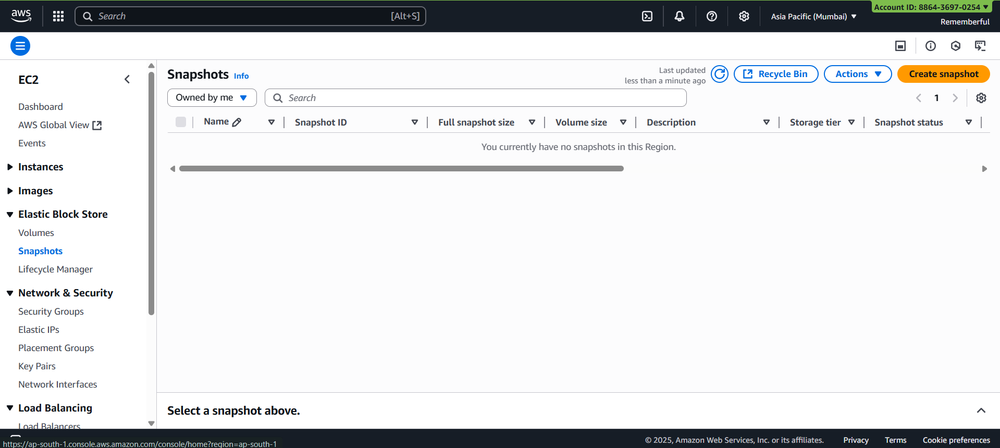 aws
Search [Alt+S]
Asia Pacific (Mumbai)
Account ID: 8864-3697-0254
Rememberful
EC2
Dashboard
AWS Global View
Events
Instances
Images
Elastic Block Store
Volumes
Snapshots
Lifecycle Manager
Network & Security
Security Groups
Elastic IPs
Placement Groups
Key Pairs
Network Interfaces
Load Balancing
Load Balancers
Snapshots Info
Last updated
less than a minute ago
Recycle Bin
Actions
Create snapshot
Owned by me
Search
1
Name
Snapshot ID
Full snapshot size
Volume size
Description
Storage tier
Snapshot status
You currently have no snapshots in this Region.
Select a snapshot above.
https://ap-south-1.console.aws.amazon.com/console/home?region=ap-south-1
© 2025, Amazon Web Services, Inc. or its affiliates.
Privacy
Terms
Cookie preferences